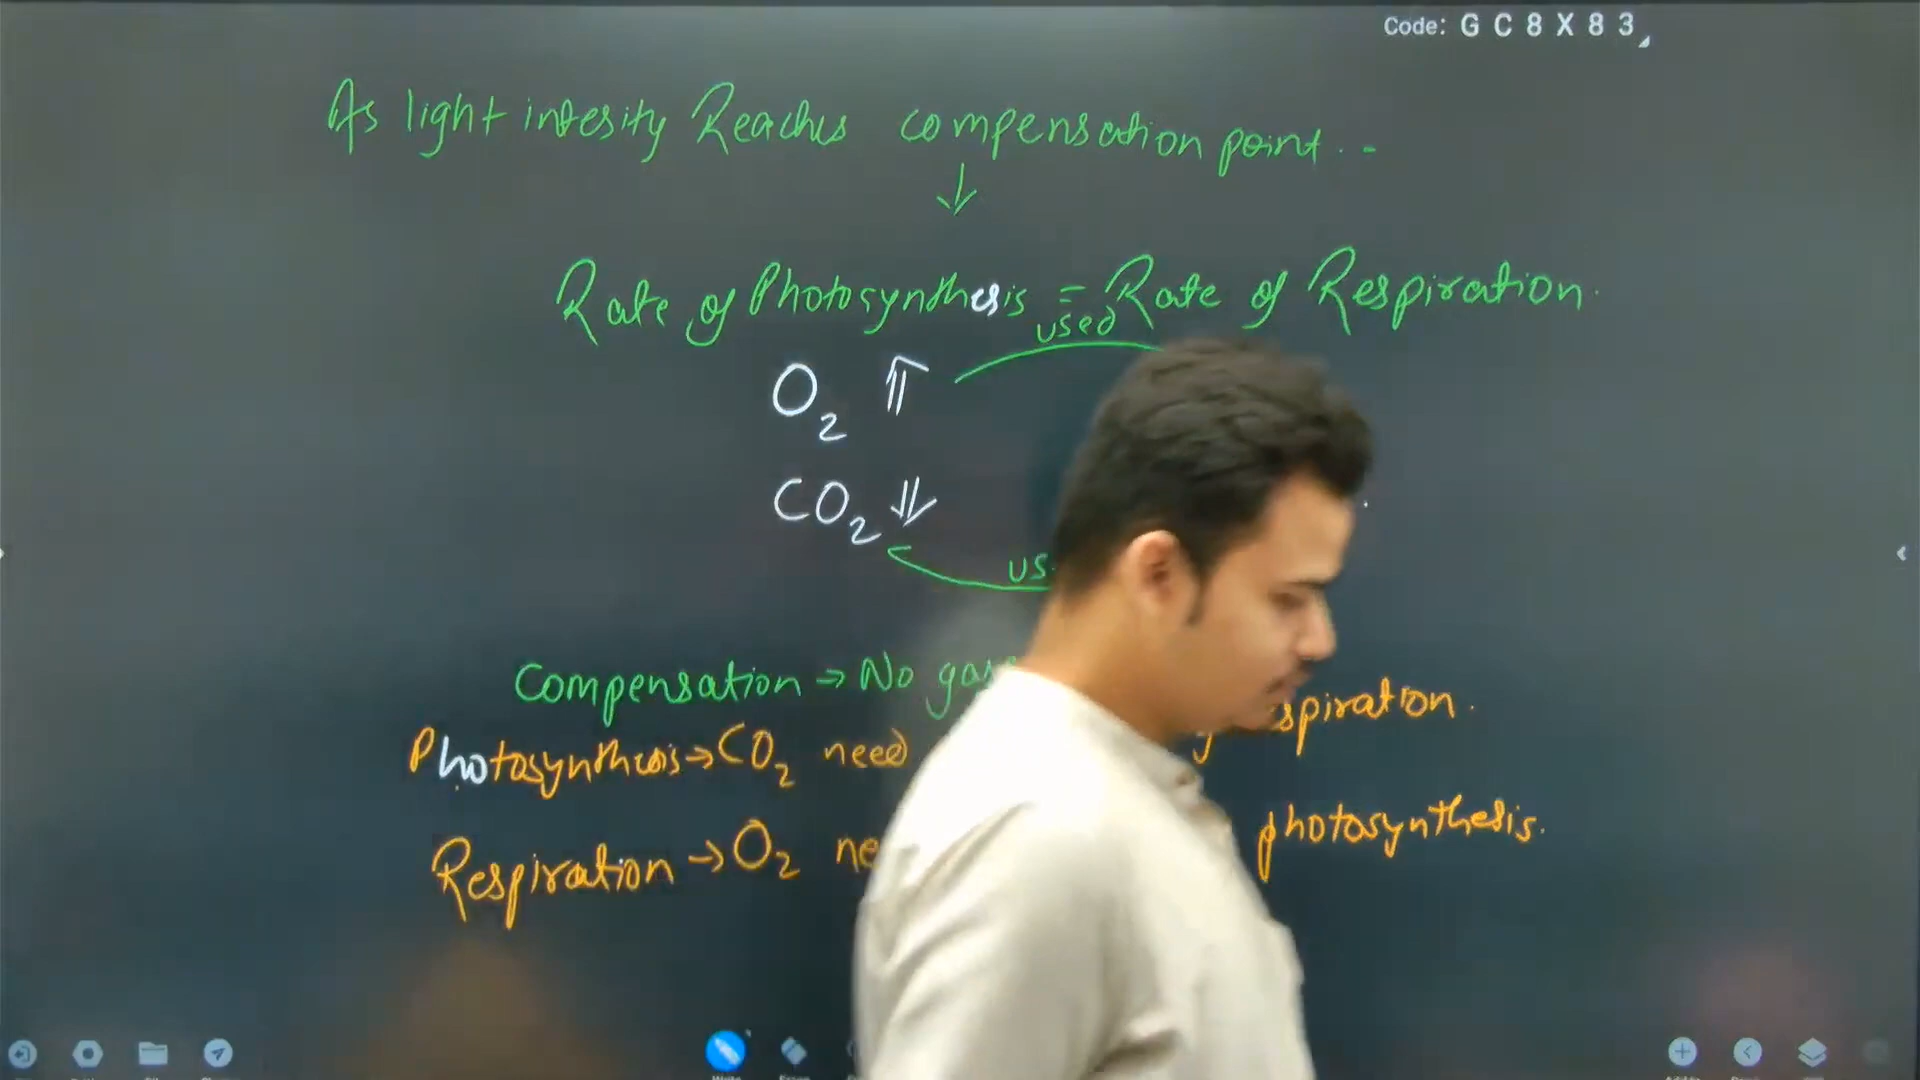 Code: G C 8 X 8 3
As light intesity Reaches compensation point..
↓
Rate of Photosynthesis = Rate of Respiration.
used
O2 ⇑
CO2 ⇓
Compensation → No
Photosynthesis → CO2 need
Respiration → O2
photosynthesis.